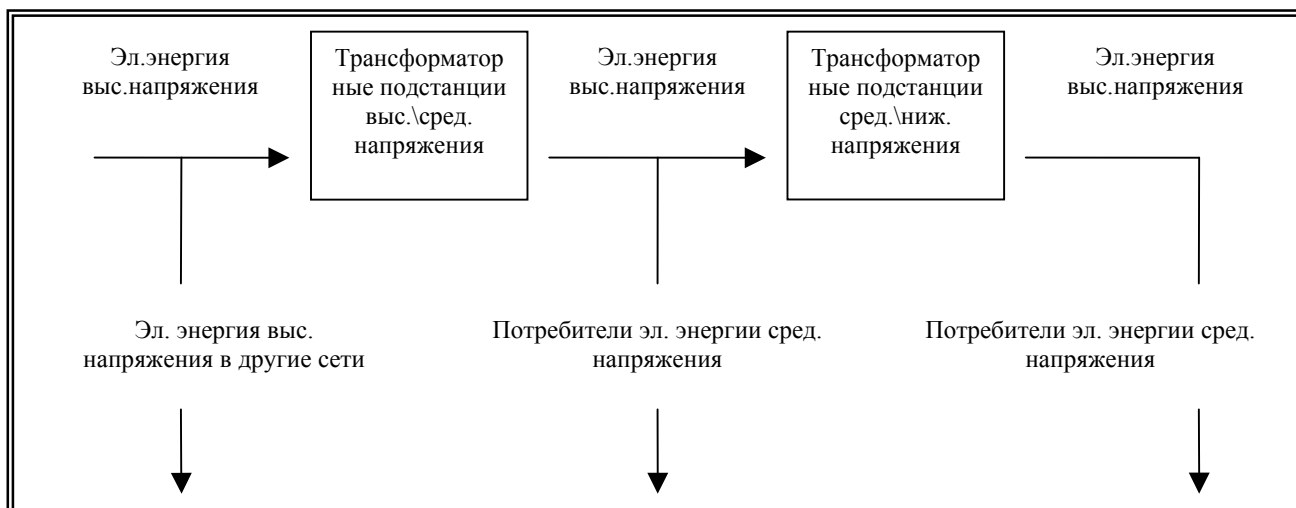 Эл.энергия
выс.напряжения
Трансформатор
ные подстанции
выс.\сред.
напряжения
Эл.энергия
выс.напряжения
Трансформатор
ные подстанции
сред.\ниж.
напряжения
Эл.энергия
выс.напряжения
Эл. энергия выс.
напряжения в другие сети
Потребители эл. энергии сред.
напряжения
Потребители эл. энергии сред.
напряжения